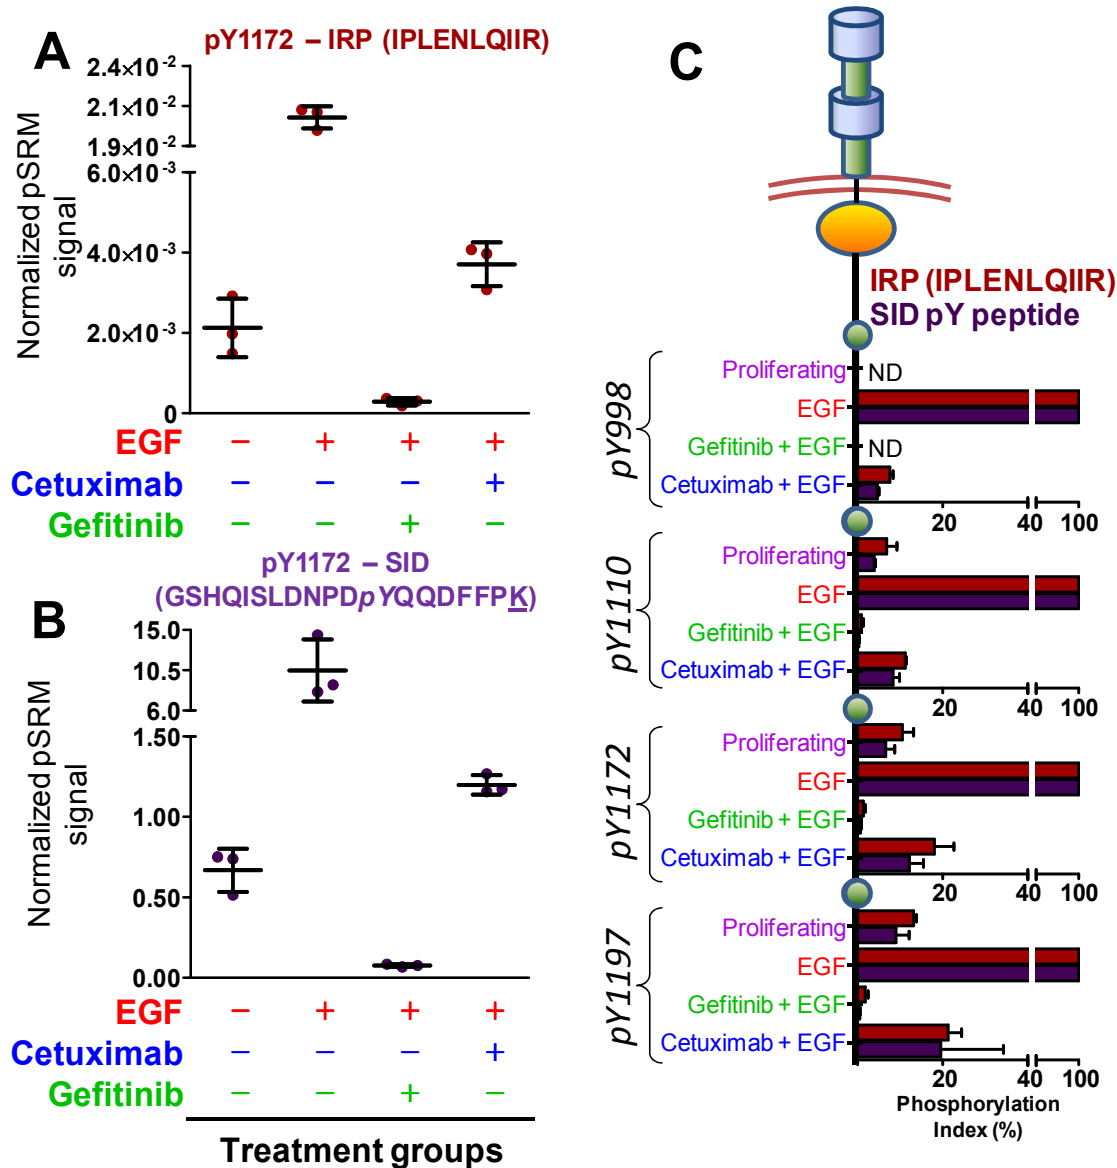 A
pY1172 – IRP (IPLENLQIIR)
Normalized pSRM
signal
2.4×10⁻²
2.1×10⁻²
1.9×10⁻²
6.0×10⁻³
4.0×10⁻³
2.0×10⁻³
0
EGF – + + +
Cetuximab – – – +
Gefitinib – – + –
B
pY1172 – SID
(GSHQISLDNPDpYQQDFFPK)
Normalized pSRM
signal
15.0
10.5
6.0
1.50
1.00
0.50
0.00
EGF – + + +
Cetuximab – – – +
Gefitinib – – + –
Treatment groups
C
IRP (IPLENLQIIR)
SID pY peptide
pY998
Proliferating ND
EGF
Gefitinib + EGF ND
Cetuximab + EGF
20 40 100
pY1110
Proliferating
EGF
Gefitinib + EGF
Cetuximab + EGF
20 40 100
pY1172
Proliferating
EGF
Gefitinib + EGF
Cetuximab + EGF
20 40 100
pY1197
Proliferating
EGF
Gefitinib + EGF
Cetuximab + EGF
20 40 100
Phosphorylation
Index (%)